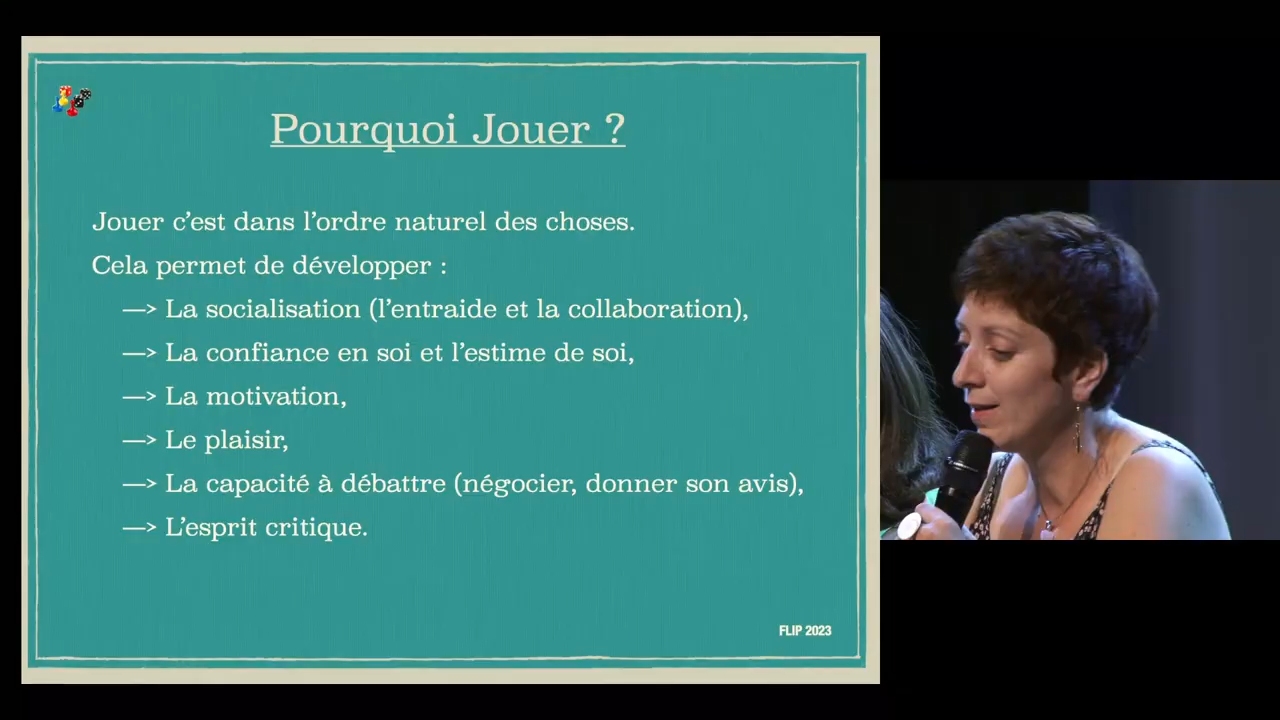 Pourquoi Jouer ?
Jouer c’est dans l’ordre naturel des choses.
Cela permet de développer :
—> La socialisation (l’entraide et la collaboration),
—> La confiance en soi et l’estime de soi,
—> La motivation,
—> Le plaisir,
—> La capacité à débattre (négocier, donner son avis),
—> L’esprit critique.
FLIP 2023